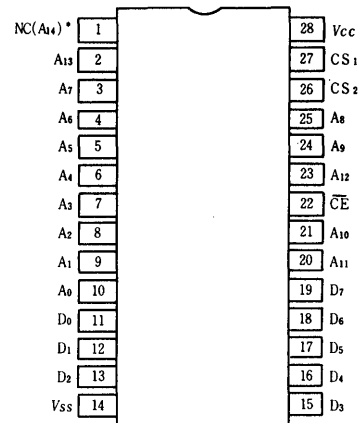 NC(A14)* 1 28 Vcc
A13 2 27 CS1
A7 3 26 CS2
A6 4 25 A8
A5 5 24 A9
A4 6 23 A12
A3 7 22 C̅E̅
A2 8 21 A10
A1 9 20 A11
A0 10 19 D7
D0 11 18 D6
D1 12 17 D5
D2 13 16 D4
Vss 14 15 D3